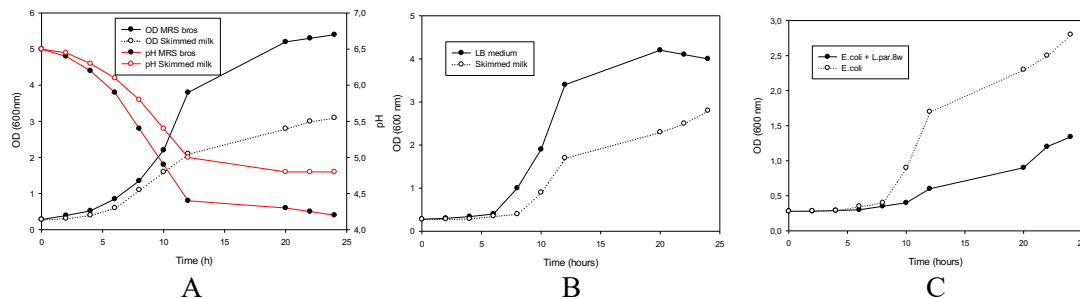 A
OD MRS bros
OD Skimmed milk
pH MRS bros
pH Skimmed milk
OD (600nm)
pH
6
5
4
3
2
1
0
7,0
6,5
6,0
5,5
5,0
4,5
4,0
0 5 10 15 20 25
Time (h)
A
B
LB medium
Skimmed milk
OD (600 nm)
5
4
3
2
1
0
0 5 10 15 20 25
Time (hours)
B
C
E.coli + L.par.8w
E.coli
OD (600 nm)
3,0
2,5
2,0
1,5
1,0
0,5
0,0
0 5 10 15 20 25
Time (hours)
C